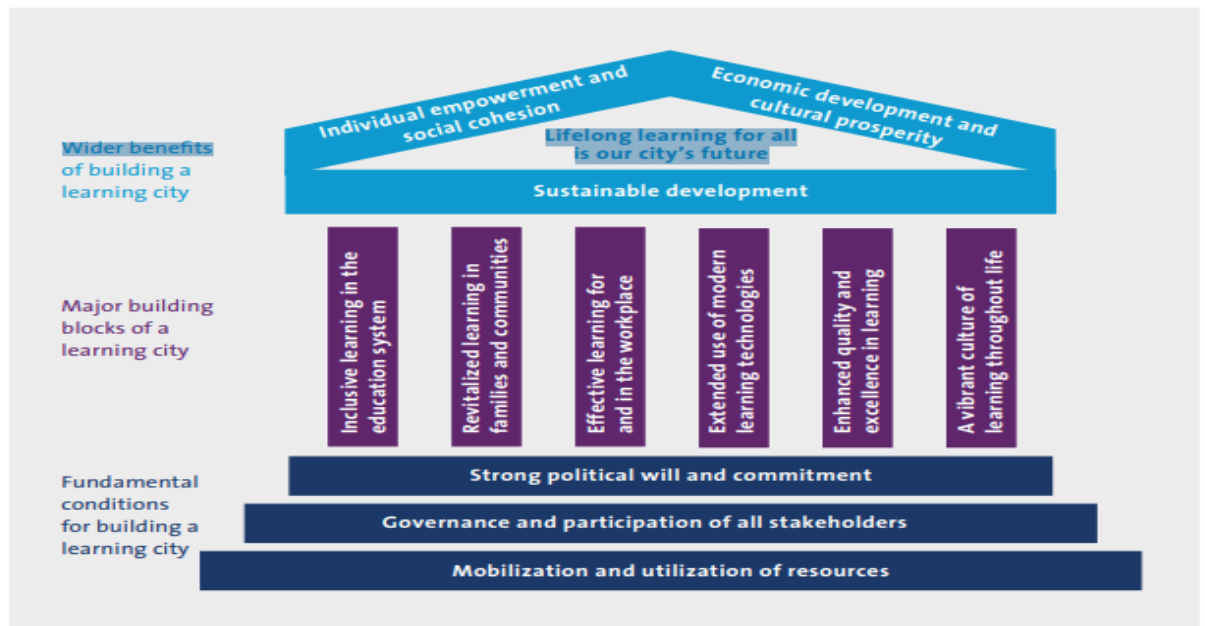 Individual empowerment and
social cohesion
Economic development and
cultural prosperity
Lifelong learning for all
is our city's future
Wider benefits
of building a
learning city
Sustainable development
Major building
blocks of a
learning city
Inclusive learning in the
education system
Revitalized learning in
families and communities
Effective learning for
and in the workplace
Extended use of modern
learning technologies
Enhanced quality and
excellence in learning
A vibrant culture of
learning throughout life
Fundamental
conditions
for building a
learning city
Strong political will and commitment
Governance and participation of all stakeholders
Mobilization and utilization of resources